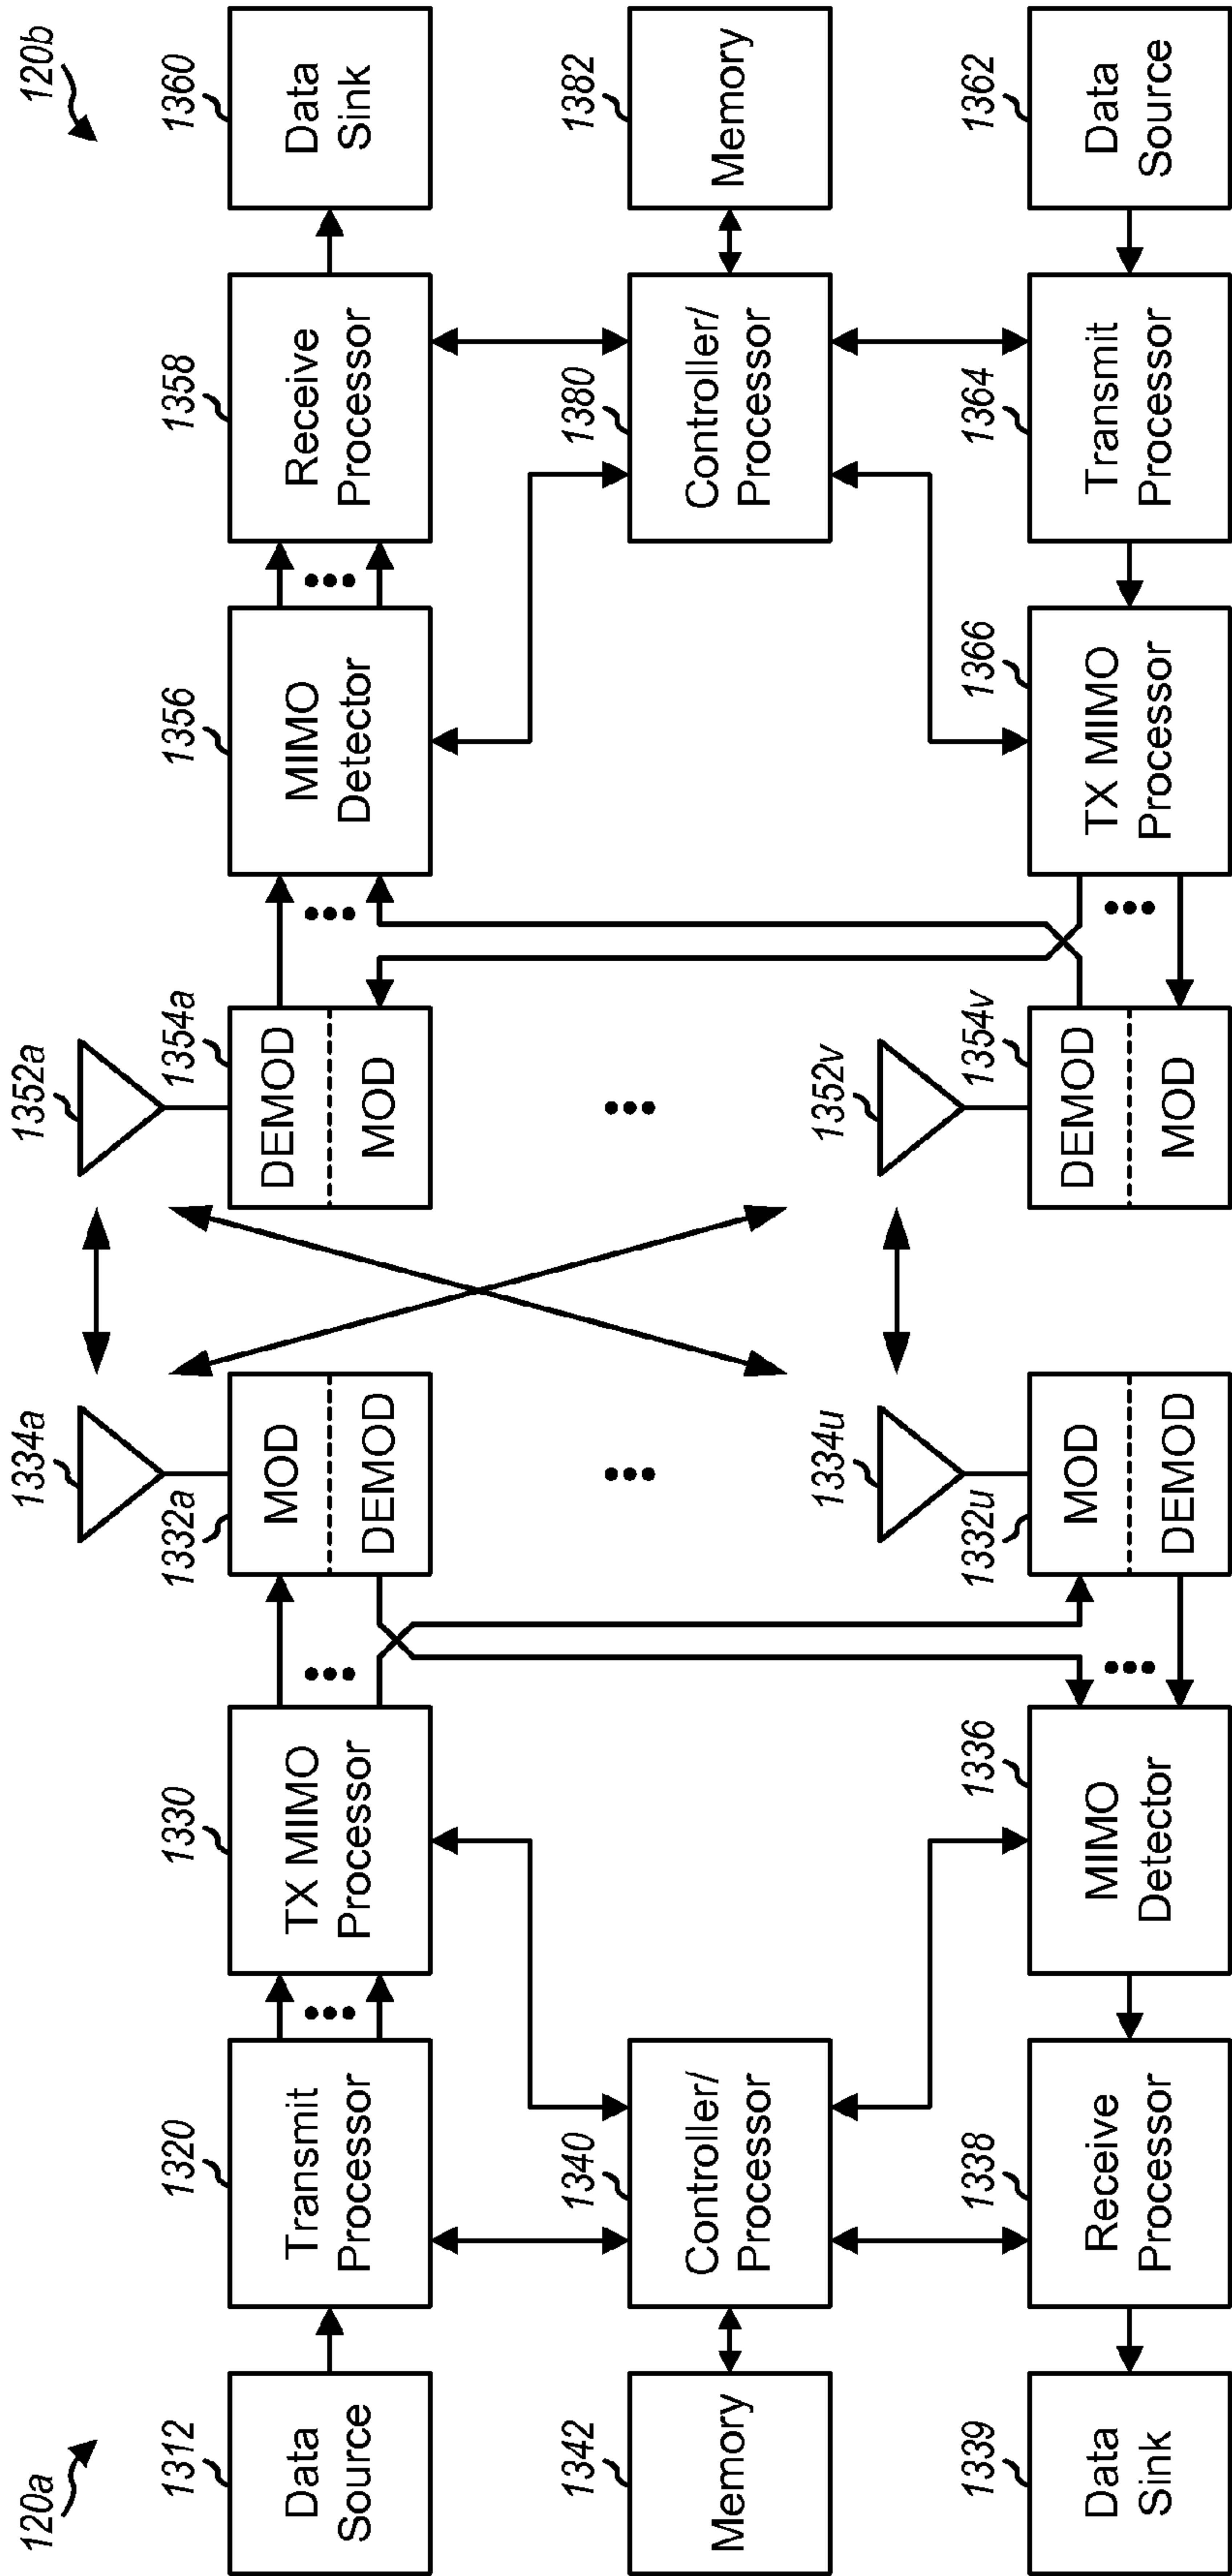 120a
120b
1334a
1352a
1312
1320
1330
1332a
1354a
1356
1358
1360
Data
Source
Transmit
Processor
TX MIMO
Processor
MOD
DEMOD
DEMOD
MOD
MIMO
Detector
Receive
Processor
Data
Sink
1342
1340
1380
1382
Memory
Controller/
Processor
Controller/
Processor
Memory
1334u
1352v
1339
1338
1336
1332u
1354v
1366
1364
1362
Data
Sink
Receive
Processor
MIMO
Detector
MOD
DEMOD
DEMOD
MOD
TX MIMO
Processor
Transmit
Processor
Data
Source